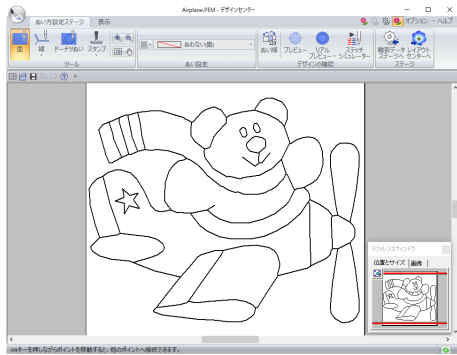 Airplane.PEM - デザインセンター
ぬい方設定ステージ 表示
オプション ヘルプ
面 線 ドーナツぬい スタンプ
ぬわない(面)
ぬい順 プレビュー リアルプレビュー ステッチシミュレーター
輪郭データステージへ レイアウトセンターへ
ツール ぬい設定 デザインの確認 ステージ
リファレンスウィンドウ
位置とサイズ 画像
Altキーを押しながらポイントを移動すると、他のポイントへ接続できます。